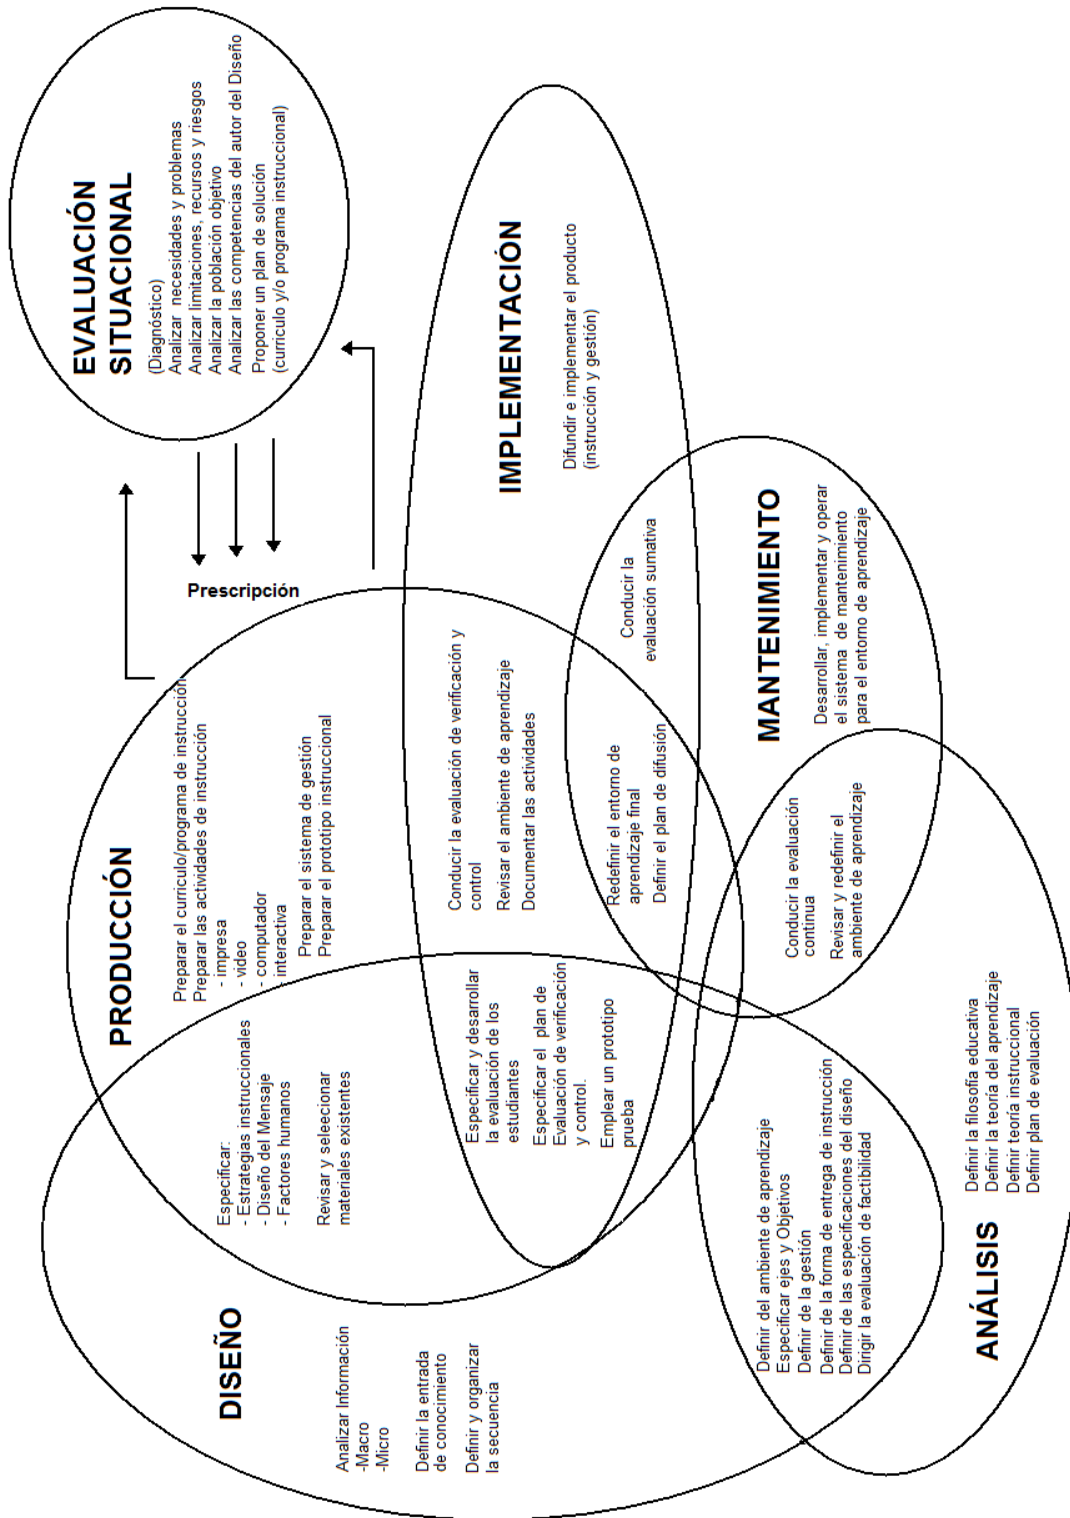 EVALUACIÓN
SITUACIONAL
(Diagnóstico)
Analizar necesidades y problemas
Analizar limitaciones, recursos y riesgos
Analizar la población objetivo
Analizar las competencias del autor del Diseño
Proponer un plan de solución
(curriculo y/o programa instruccional)
Prescripción
PRODUCCIÓN
Preparar el curriculo/programa de instrucción
Preparar las actividades de instrucción
- impresa
- video
- computador
interactiva
Preparar el sistema de gestión
Preparar el prototipo instruccional
DISEÑO
Analizar Información
-Macro
-Micro
Definir la entrada
de conocimiento
Definir y organizar
la secuencia
Especificar:
- Estrategias instruccionales
- Diseño del Mensaje
- Factores humanos
Revisar y selecionar
materiales existentes
IMPLEMENTACIÓN
Difundir e implementar el producto
(instrucción y gestión)
Conducir la evaluación de verificación y
control
Revisar el ambiente de aprendizaje
Documentar las actividades
Especificar y desarrollar
la evaluación de los
estudiantes
Especificar el plan de
Evaluación de verificación
y control.
Emplear un prototipo
prueba
Redefinir el entorno de
aprendizaje final
Definir el plan de difusión
Conducir la
evaluación sumativa
MANTENIMIENTO
Desarrollar, implementar y operar
el sistema de mantenimiento
para el entorno de aprendizaje
Conducir la evaluación
continua
Revisar y redefinir el
ambiente de aprendizaje
Definir del ambiente de aprendizaje
Especificar ejes y Objetivos
Definir de la gestión
Definir de la forma de entrega de instrucción
Definir de las especificaciones del diseño
Dirigir la evaluación de factibilidad
ANÁLISIS
Definir la filosofía educativa
Definir la teoría del aprendizaje
Definir teoría instruccional
Definir plan de evaluación